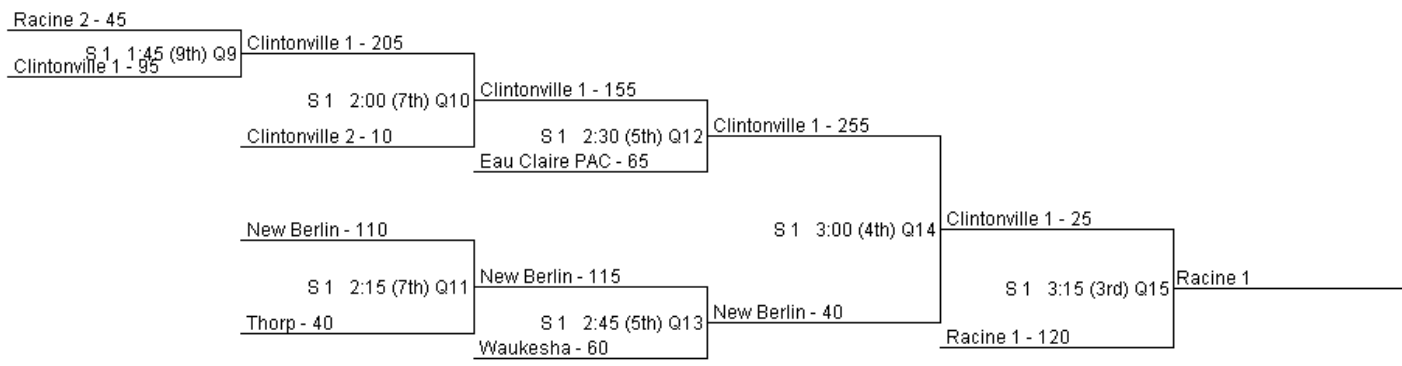 Racine 2 - 45
S 1 1:45 (9th) Q9
Clintonville 1 - 95
Clintonville 1 - 205
S 1 2:00 (7th) Q10
Clintonville 2 - 10
Clintonville 1 - 155
S 1 2:30 (5th) Q12
Eau Claire PAC - 65
Clintonville 1 - 255
New Berlin - 110
S 1 2:15 (7th) Q11
Thorp - 40
New Berlin - 115
S 1 2:45 (5th) Q13
Waukesha - 60
New Berlin - 40
S 1 3:00 (4th) Q14
Clintonville 1 - 25
S 1 3:15 (3rd) Q15
Racine 1 - 120
Racine 1